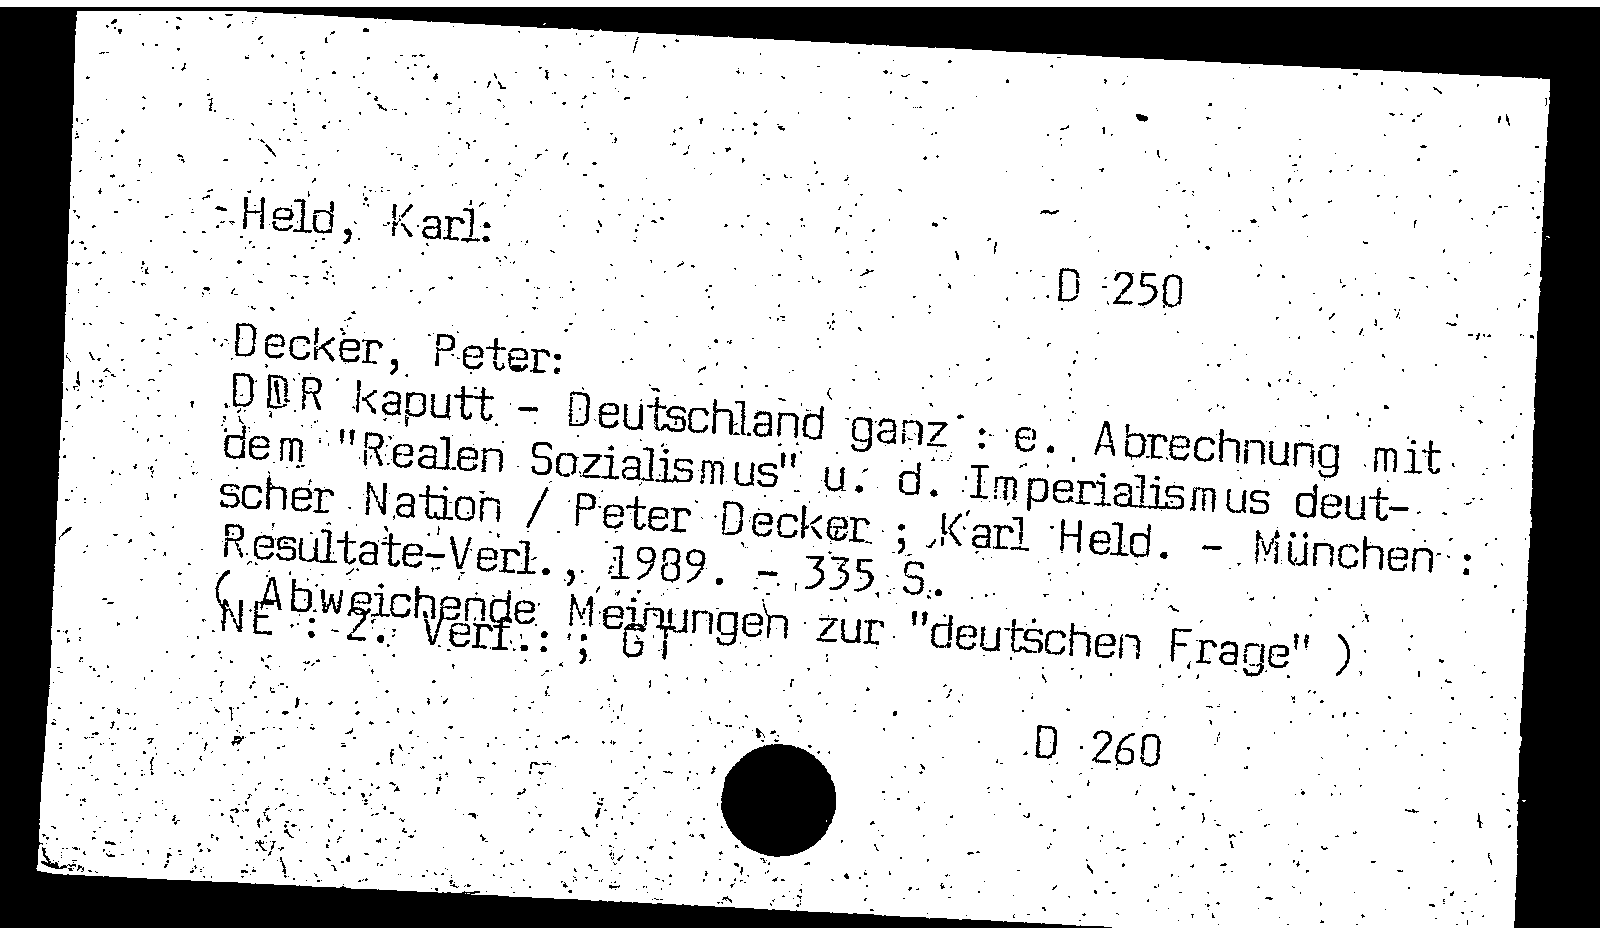 Held, Karl:
D 250
Decker, Peter:
DDR kaputt - Deutschland ganz : e. Abrechnung mit
dem "Realen Sozialismus" u. d. Imperialismus deut-
scher Nation / Peter Decker ; Karl Held. - München :
Resultate-Verl., 1989. - 335 S.
( Abweichende Meinungen zur "deutschen Frage" )
NE : 2. Verf.: ; GT
D 260